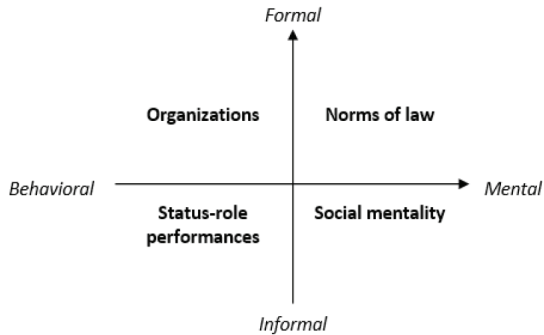 Formal
Organizations
Norms of law
Behavioral
Mental
Status-role
performances
Social mentality
Informal